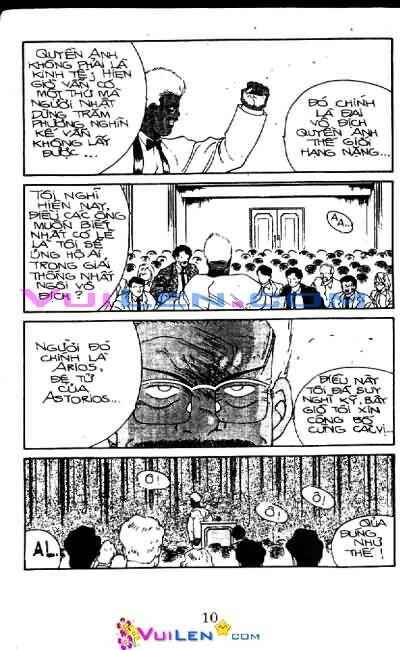 QUYỀN ANH
KHÔNG PHẢI LÀ
KINH TẾ, HIỆN
GIỜ VẪN CÓ
MỘT THỨ MÀ
NGƯỜI NHẬT
DÙNG TRĂM
PHƯƠNG NGHÌN
KẾ VẪN
KHÔNG LẤY
ĐƯỢC...
ĐÓ CHÍNH
LÀ ĐẠI
VÔ ĐỊCH
QUYỀN ANH
THẾ GIỚI
HẠNG NẶNG...
TÔI NGHĨ
HIỆN NAY,
ĐIỀU CÁC ÔNG
MUỐN BIẾT
NHẤT CÓ LẼ
LÀ TÔI SẼ
ỦNG HỘ AI
TRONG GIẢI
THỐNG NHẤT
NGÔI VÔ
ĐỊCH?
A...
VUILEN.COM
NGƯỜI ĐÓ
CHÍNH LÀ
ARIOS,
ĐỆ TỬ
CỦA
ASTORIOS...
ĐIỀU NÀY
TÔI ĐÃ SUY
NGHĨ KỸ, BÂY
GIỜ TÔI XIN
CÔNG BỐ
CÙNG CÁC VỊ...
Ồ!
Ồ!
Ồ!
AL..
QUẢ
ĐÚNG
NHƯ
THẾ!
10
VUILEN.COM